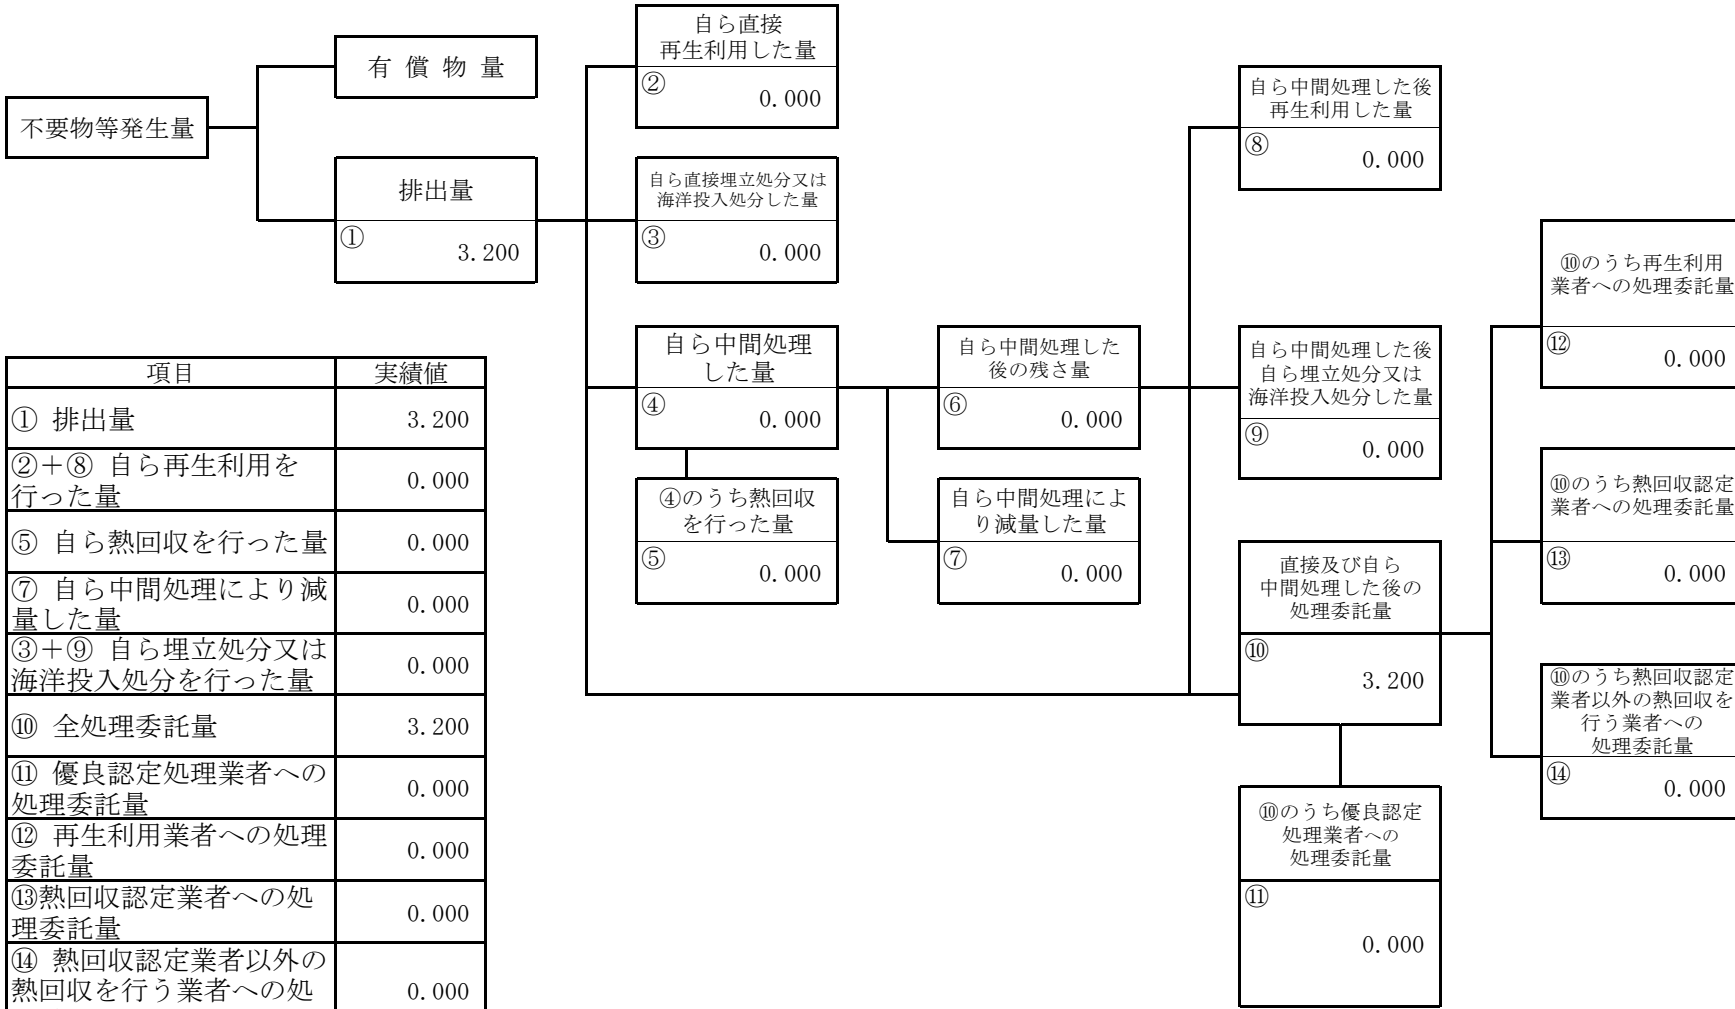 不要物等発生量
有 償 物 量
排出量
①
3.200
自ら直接
再生利用した量
②
0.000
自ら直接埋立処分又は
海洋投入処分した量
③
0.000
自ら中間処理
した量
④
0.000
④のうち熱回収
を行った量
⑤
0.000
自ら中間処理した
後の残さ量
⑥
0.000
自ら中間処理によ
り減量した量
⑦
0.000
自ら中間処理した後
再生利用した量
⑧
0.000
自ら中間処理した後
自ら埋立処分又は
海洋投入処分した量
⑨
0.000
直接及び自ら
中間処理した後の
処理委託量
⑩
3.200
⑩のうち優良認定
処理業者への
処理委託量
⑪
0.000
⑩のうち再生利用
業者への処理委託量
⑫
0.000
⑩のうち熱回収認定
業者への処理委託量
⑬
0.000
⑩のうち熱回収認定
業者以外の熱回収を
行う業者への
処理委託量
⑭
0.000
項目 実績値
① 排出量 3.200
②＋⑧ 自ら再生利用を
行った量 0.000
⑤ 自ら熱回収を行った量 0.000
⑦ 自ら中間処理により減
量した量 0.000
③＋⑨ 自ら埋立処分又は
海洋投入処分を行った量 0.000
⑩ 全処理委託量 3.200
⑪ 優良認定処理業者への
処理委託量 0.000
⑫ 再生利用業者への処理
委託量 0.000
⑬熱回収認定業者への処
理委託量 0.000
⑭ 熱回収認定業者以外の
熱回収を行う業者への処 0.000